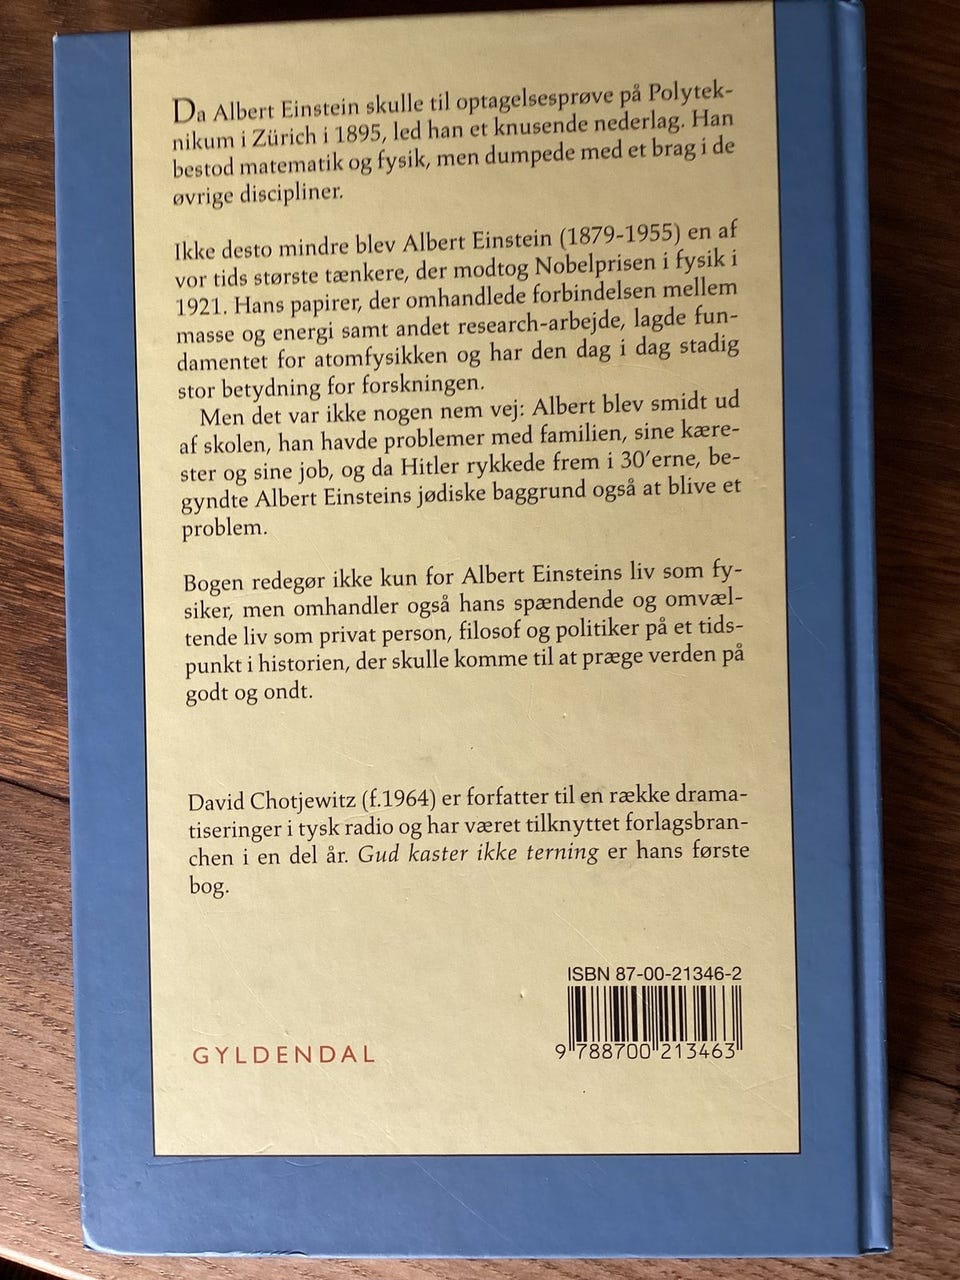 Da Albert Einstein skulle til optagelsesprøve på Polytek-
nikum i Zürich i 1895, led han et knusende nederlag. Han
bestod matematik og fysik, men dumpede med et brag i de
øvrige discipliner.
Ikke desto mindre blev Albert Einstein (1879-1955) en af
vor tids største tænkere, der modtog Nobelprisen i fysik i
1921. Hans papirer, der omhandlede forbindelsen mellem
masse og energi samt andet research-arbejde, lagde fun-
damentet for atomfysikken og har den dag i dag stadig
stor betydning for forskningen.
Men det var ikke nogen nem vej: Albert blev smidt ud
af skolen, han havde problemer med familien, sine kære-
ster og sine job, og da Hitler rykkede frem i 30'erne, be-
gyndte Albert Einsteins jødiske baggrund også at blive et
problem.
Bogen redegør ikke kun for Albert Einsteins liv som fy-
siker, men omhandler også hans spændende og omvæl-
tende liv som privat person, filosof og politiker på et tids-
punkt i historien, der skulle komme til at præge verden på
godt og ondt.
David Chotjewitz (f.1964) er forfatter til en række drama-
tiseringer i tysk radio og har været tilknyttet forlagsbran-
chen i en del år. Gud kaster ikke terning er hans første
bog.
ISBN 87-00-21346-2
9 788700 213463
GYLDENDAL